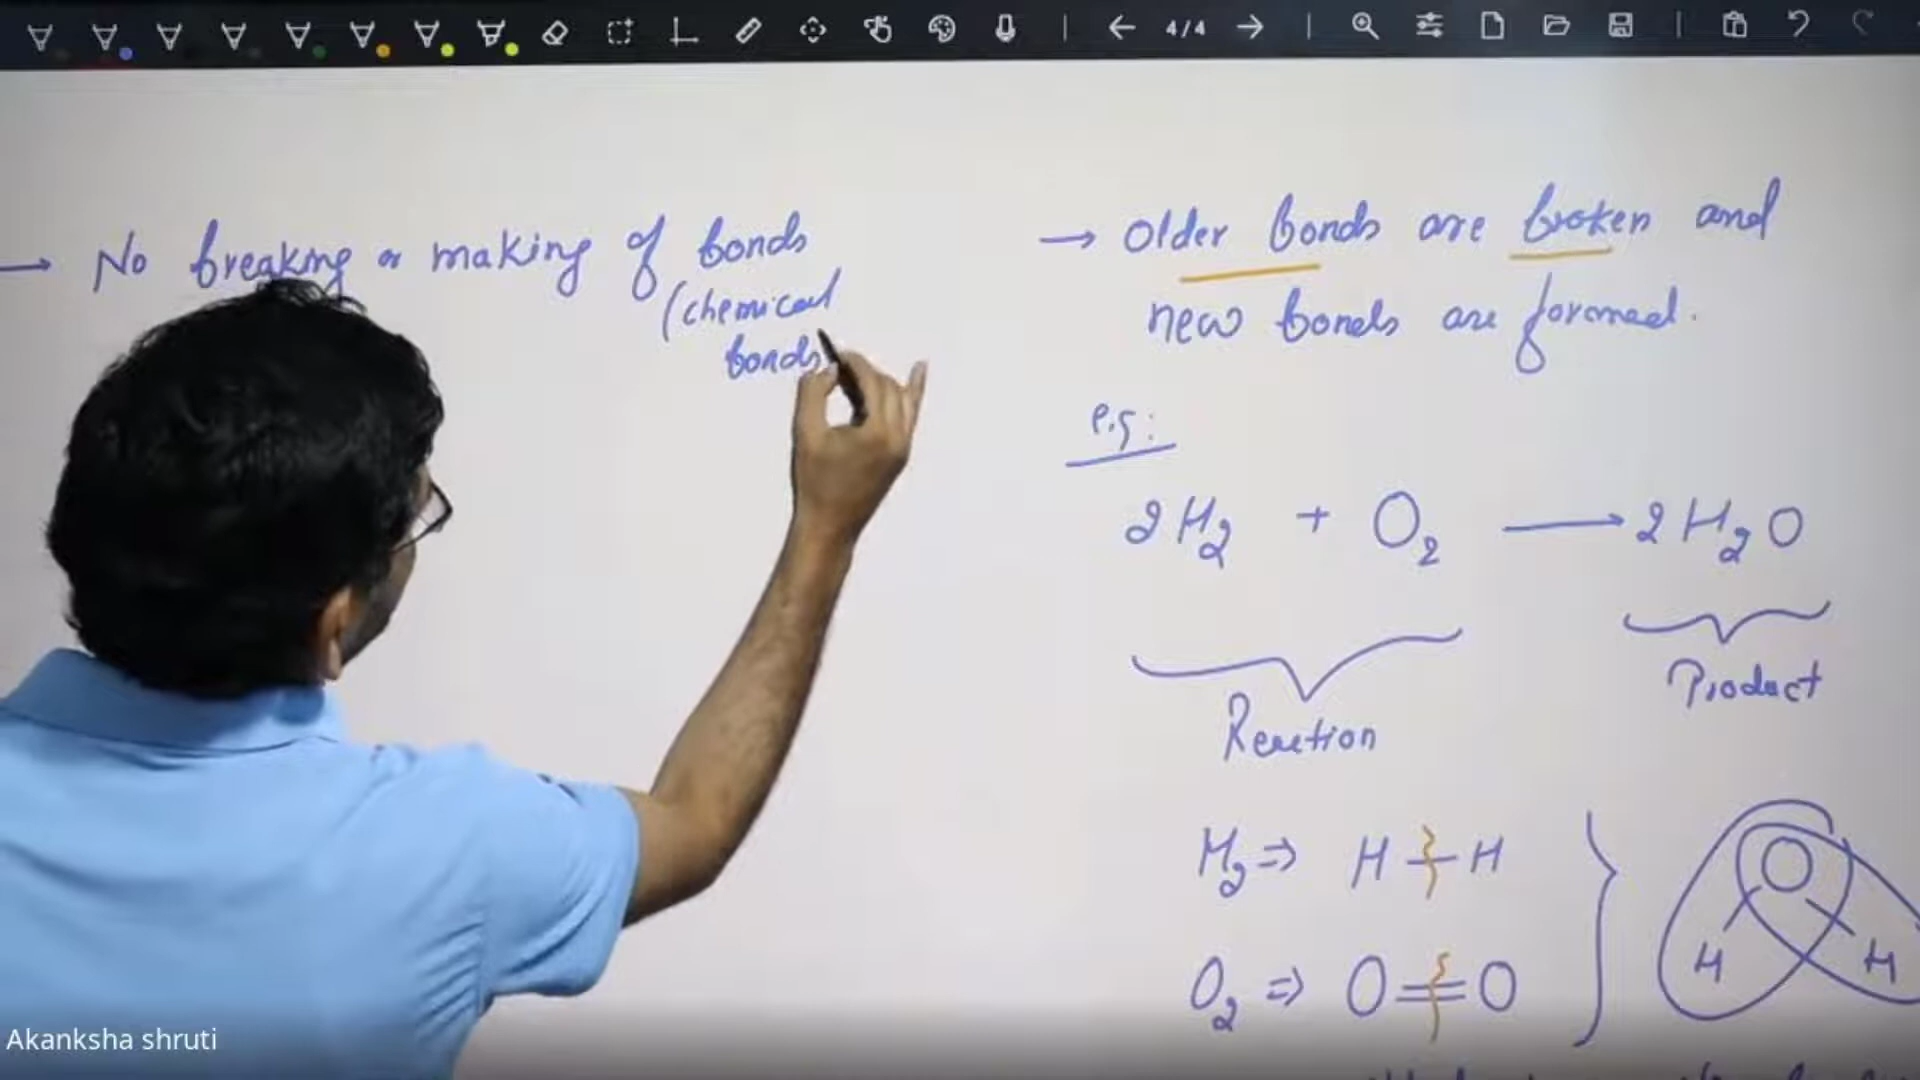 4/4
→ No breaking or making of bonds
(chemical
bonds
→ Older bonds are broken and
new bonds are formed.
e.g:
2H₂ + O₂ → 2H₂O
Reaction
Product
H₂ ⇒ H–H
O₂ ⇒ O=O
O
H H
Akanksha shruti